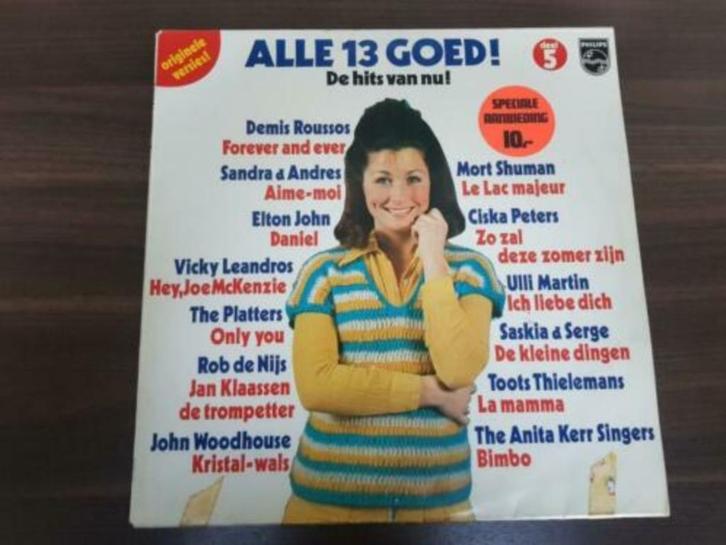 originele
versies!
ALLE 13 GOED!
De hits van nu!
deel
5
PHILIPS
SPECIALE
AANBIEDING
10,-
Demis Roussos
Forever and ever
Sandra & Andres
Aime-moi
Elton John
Daniel
Vicky Leandros
Hey, Joe McKenzie
The Platters
Only you
Rob de Nijs
Jan Klaassen
de trompetter
John Woodhouse
Kristal-wals
Mort Shuman
Le Lac majeur
Ciska Peters
Zo zal
deze zomer zijn
Ulli Martin
Ich liebe dich
Saskia & Serge
De kleine dingen
Toots Thielemans
La mamma
The Anita Kerr Singers
Bimbo